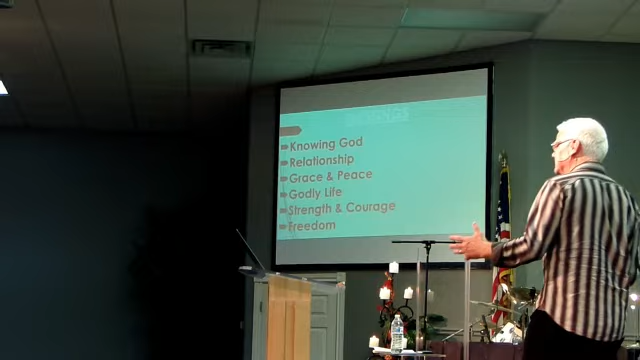 Knowing God
Relationship
Grace & Peace
Godly Life
Strength & Courage
Freedom